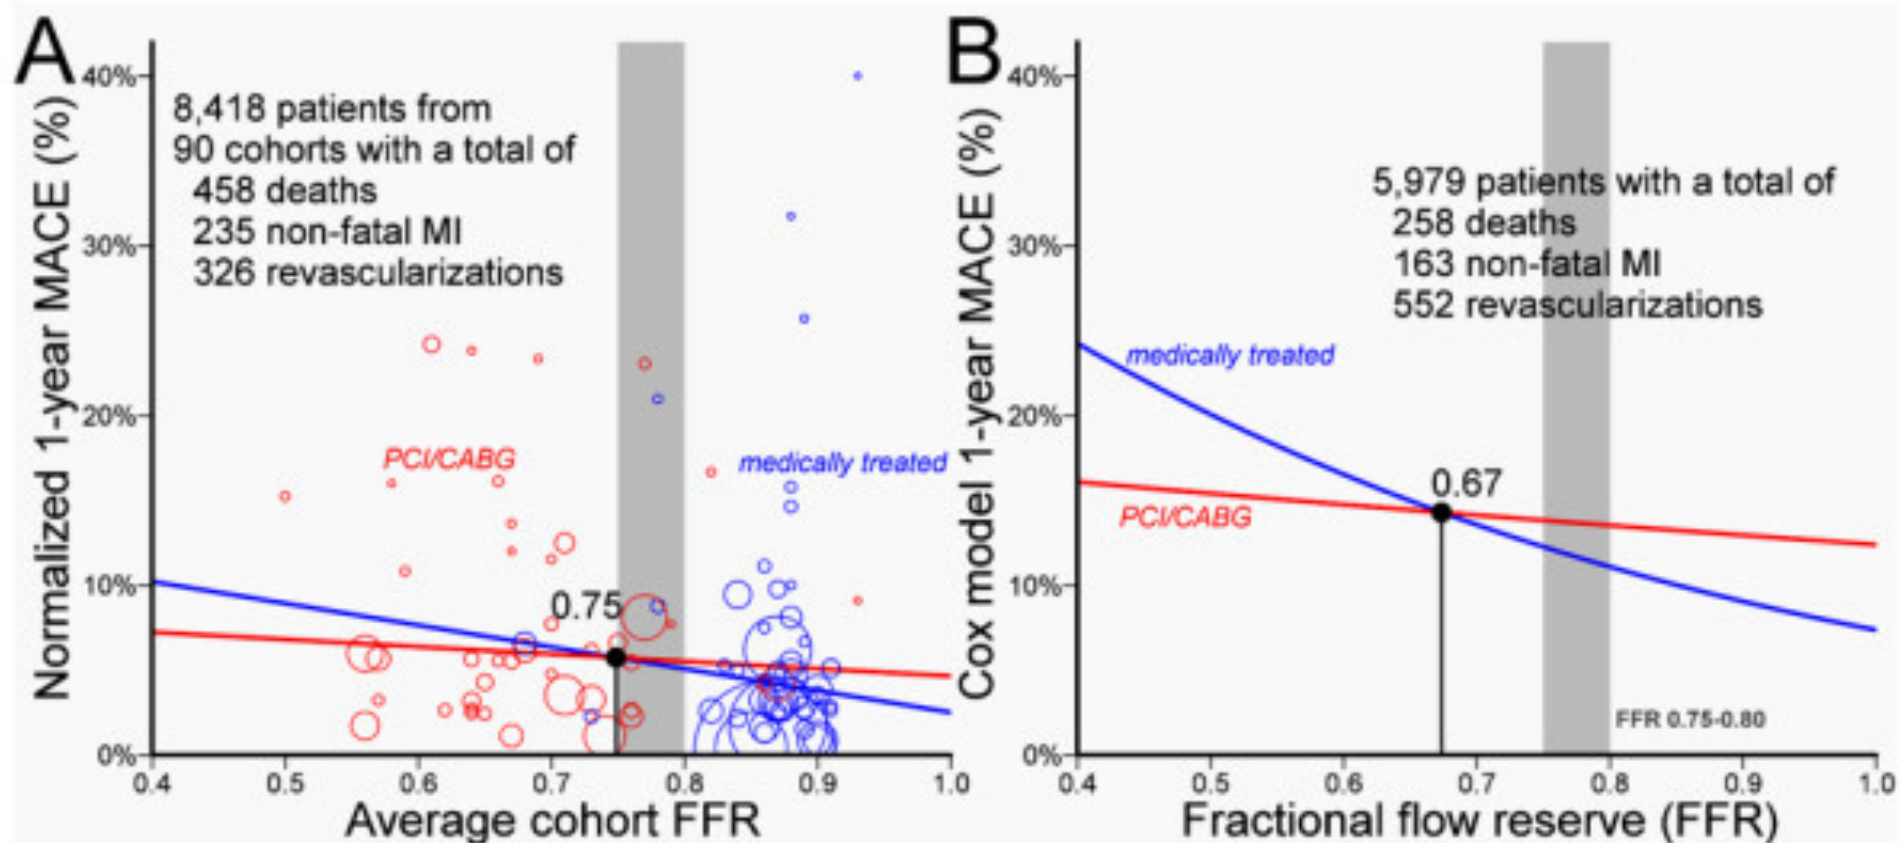 A
Normalized 1-year MACE (%)
40%
30%
20%
10%
0%
8,418 patients from
90 cohorts with a total of
458 deaths
235 non-fatal MI
326 revascularizations
PCI/CABG
medically treated
0.75
0.4 0.5 0.6 0.7 0.8 0.9 1.0
Average cohort FFR
B
Cox model 1-year MACE (%)
40%
30%
20%
10%
0%
5,979 patients with a total of
258 deaths
163 non-fatal MI
552 revascularizations
medically treated
0.67
PCI/CABG
FFR 0.75-0.80
0.4 0.5 0.6 0.7 0.8 0.9 1.0
Fractional flow reserve (FFR)